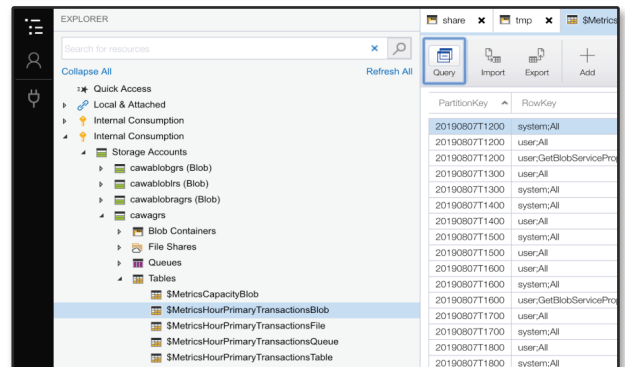 EXPLORER
Search for resources
Collapse All Refresh All
Quick Access
Local & Attached
Internal Consumption
Internal Consumption
Storage Accounts
cawablobgrs (Blob)
cawabloblrs (Blob)
cawablobragrs (Blob)
cawagrs
Blob Containers
File Shares
Queues
Tables
$MetricsCapacityBlob
$MetricsHourPrimaryTransactionsBlob
$MetricsHourPrimaryTransactionsFile
$MetricsHourPrimaryTransactionsQueue
$MetricsHourPrimaryTransactionsTable
share tmp $Metrics
Query Import Export Add
PartitionKey RowKey
20190807T1200 system;All
20190807T1200 user;All
20190807T1200 user;GetBlobServiceProp
20190807T1300 user;All
20190807T1300 system;All
20190807T1400 system;All
20190807T1400 user;All
20190807T1500 system;All
20190807T1500 user;All
20190807T1600 user;All
20190807T1600 system;All
20190807T1600 user;GetBlobServiceProp
20190807T1700 user;All
20190807T1700 system;All
20190807T1800 user;All
20190807T1800 system;All